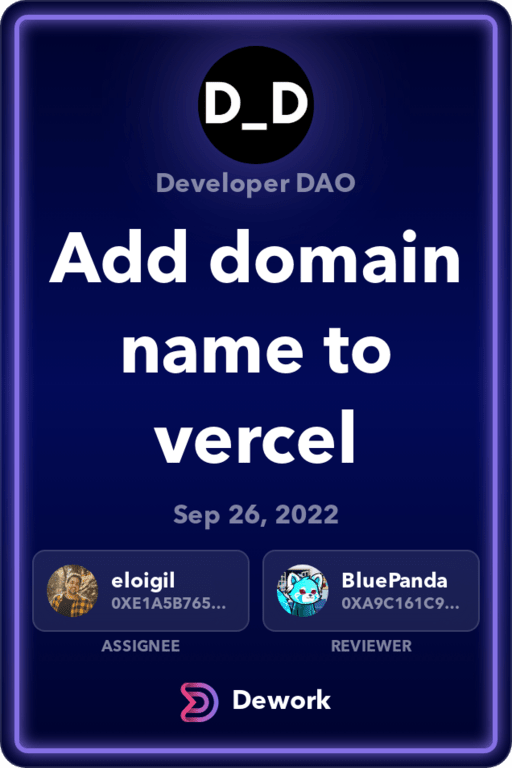 D_D
Developer DAO
Add domain
name to
vercel
Sep 26, 2022
eloigil
0XE1A5B765...
BluePanda
0XA9C161C9...
ASSIGNEE
REVIEWER
Dework